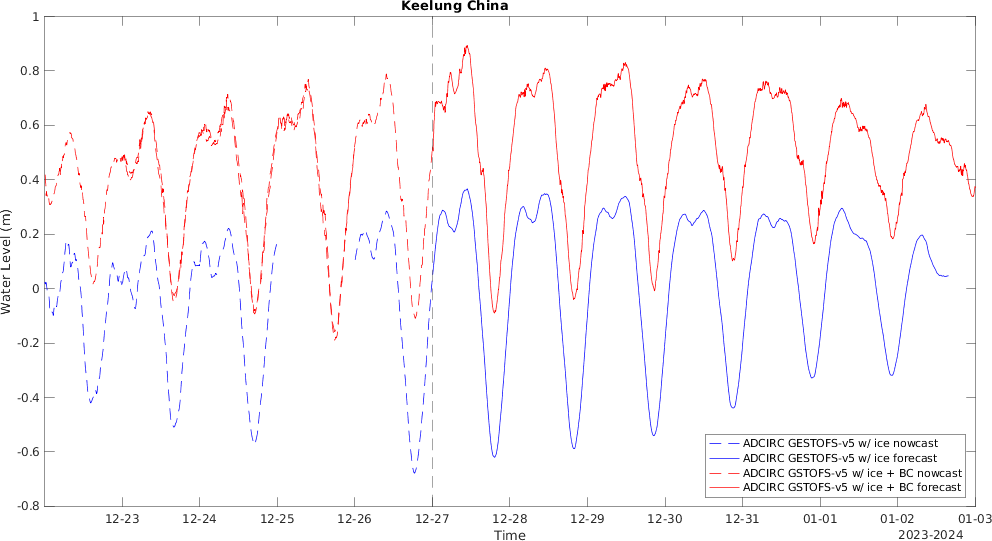 Keelung China
1
0.8
0.6
0.4
0.2
0
-0.2
-0.4
-0.6
-0.8
Water Level (m)
ADCIRC GESTOFS-v5 w/ ice nowcast
ADCIRC GESTOFS-v5 w/ ice forecast
ADCIRC GSTOFS-v5 w/ ice + BC nowcast
ADCIRC GSTOFS-v5 w/ ice + BC forecast
12-23 12-24 12-25 12-26 12-27 12-28 12-29 12-30 12-31 01-01 01-02 01-03
Time
2023-2024